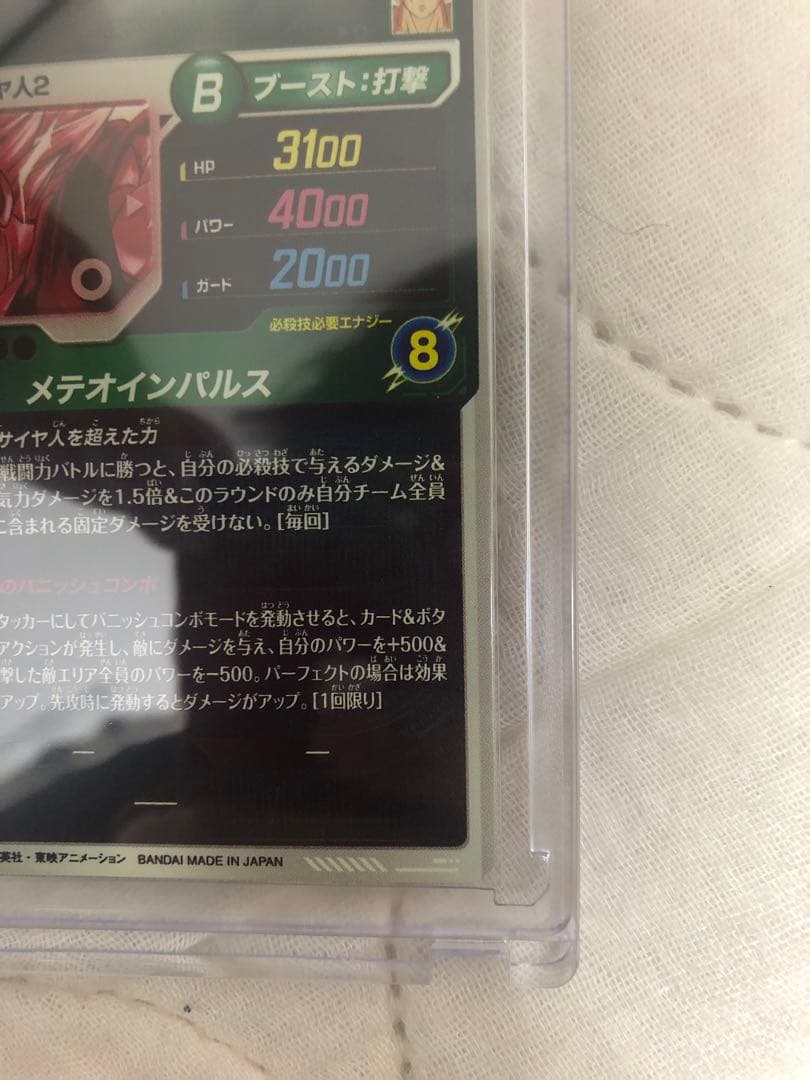 ヤ人2
B ブースト:打撃
HP 3100
パワー 4000
ガード 2000
必殺技必要エナジー
8
メテオインパルス
サイヤ人を超えた力
戦闘力バトルに勝つと、自分の必殺技で与えるダメージ&
気力ダメージを1.5倍&このラウンドのみ自分チーム全員
に含まれる固定ダメージを受けない。[毎回]
のバニッシュコンボ
タッカーにしてバニッシュコンボモードを発動させると、カード&ボタ
アクションが発生し、敵にダメージを与え、自分のパワーを+500&
撃した敵エリア全員のパワーを-500。パーフェクトの場合は効果
アップ。先攻時に発動するとダメージがアップ。[1回限り]
英社・東映アニメーション BANDAI MADE IN JAPAN